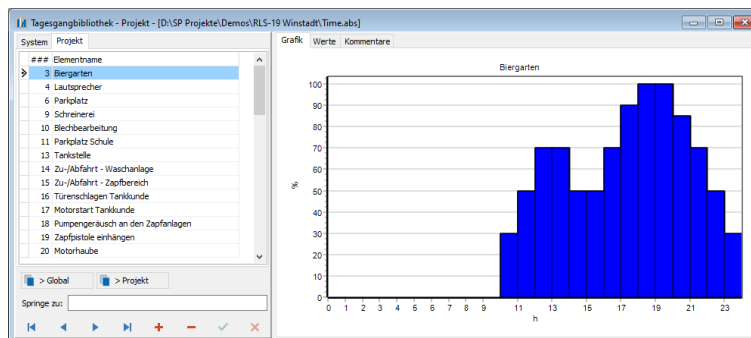 Tagesgangbibliothek - Projekt - [D:\SP Projekte\Demos\RLS-19 Winstadt\Time.abs]
System Projekt
### Elementname
3 Biergarten
4 Lautsprecher
6 Parkplatz
9 Schreinerei
10 Blechbearbeitung
11 Parkplatz Schule
13 Tankstelle
14 Zu-/Abfahrt - Waschanlage
15 Zu-/Abfahrt - Zapfbereich
16 Türenschlagen Tankkunde
17 Motorstart Tankkunde
18 Pumpengeräusch an den Zapfanlagen
19 Zapfpistole einhängen
20 Motorhaube
> Global > Projekt
Springe zu:
Grafik Werte Kommentare
Biergarten
100
90
80
70
60
50
40
30
20
10
0
%
0 1 2 3 4 5 6 7 8 9 11 13 15 17 19 21 23
h